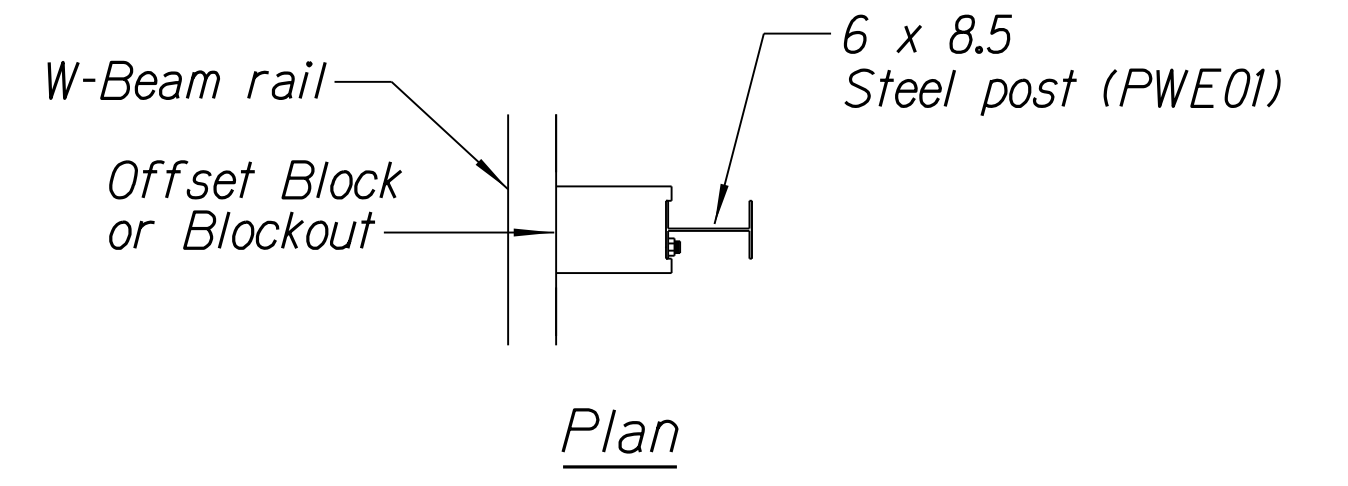 6 x 8.5
Steel post (PWE01)
W-Beam rail
Offset Block
or Blockout
Plan